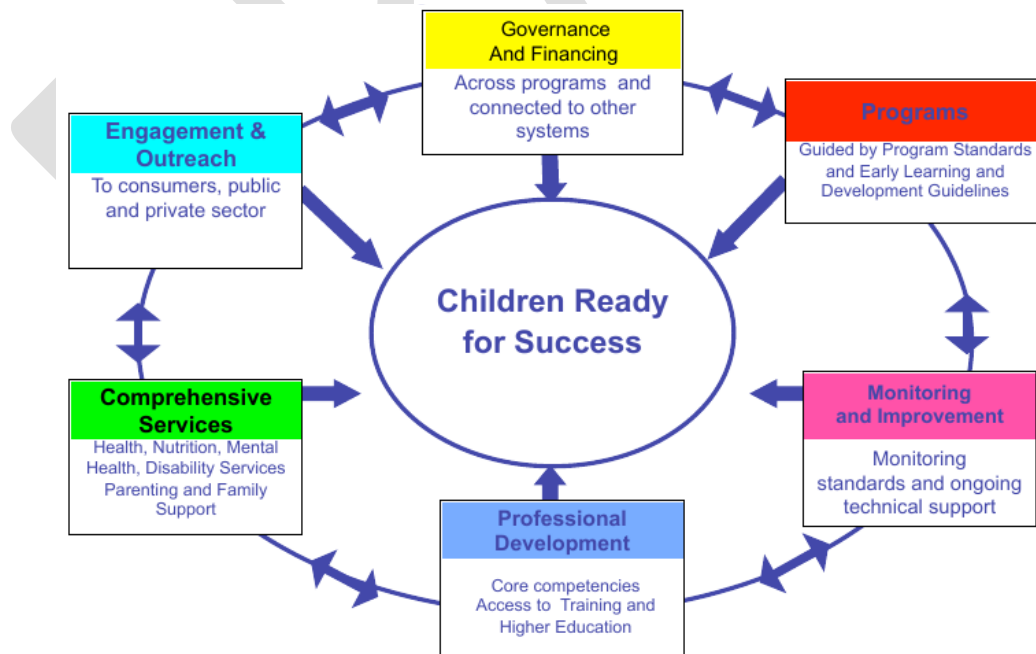 Governance
And Financing
Across programs and
connected to other
systems
Programs
Guided by Program Standards
and Early Learning and
Development Guidelines
Engagement &
Outreach
To consumers, public
and private sector
Children Ready
for Success
Comprehensive
Services
Health, Nutrition, Mental
Health, Disability Services
Parenting and Family
Support
Monitoring
and Improvement
Monitoring
standards and ongoing
technical support
Professional
Development
Core competencies
Access to Training and
Higher Education